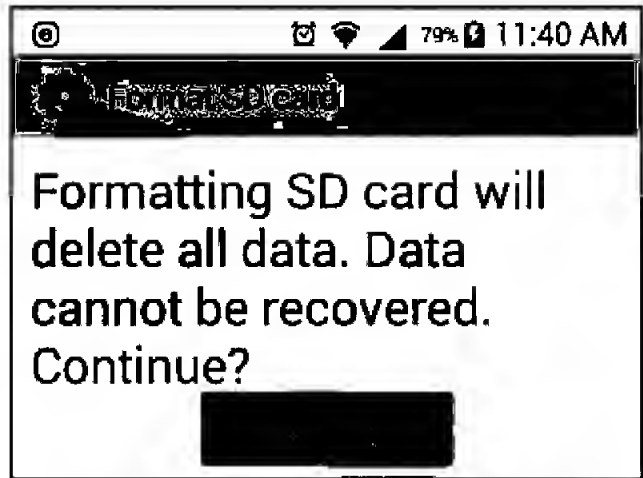 79% 11:40 AM
Format SD card
Formatting SD card will
delete all data. Data
cannot be recovered.
Continue?